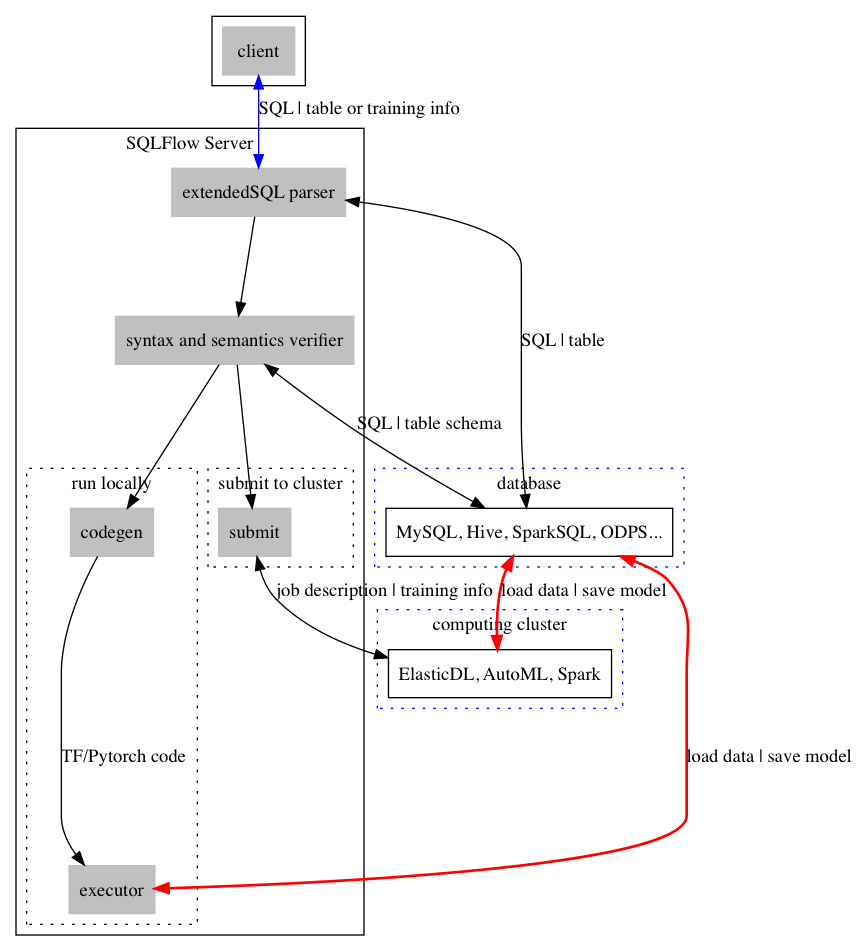 client
SQL | table or training info
SQLFlow Server
extendedSQL parser
syntax and semantics verifier
SQL | table
SQL | table schema
run locally
submit to cluster
database
codegen
submit
MySQL, Hive, SparkSQL, ODPS...
job description | training info
load data | save model
computing cluster
ElasticDL, AutoML, Spark
TF/Pytorch code
load data | save model
executor